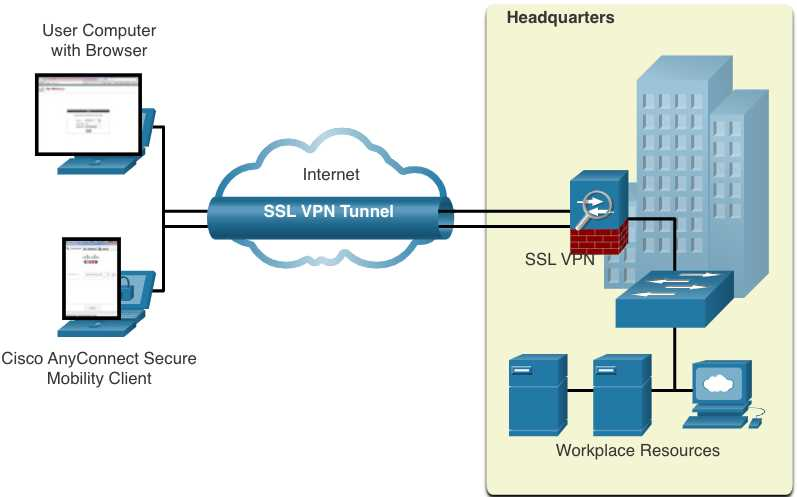 Headquarters
User Computer
with Browser
Internet
SSL VPN Tunnel
SSL VPN
Cisco AnyConnect Secure
Mobility Client
Workplace Resources